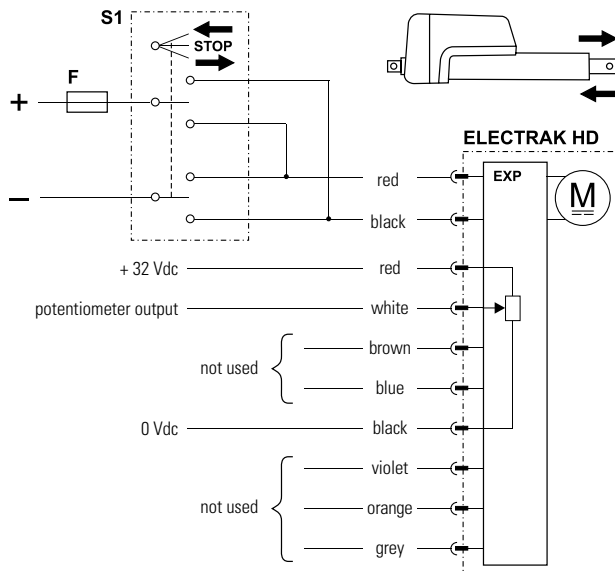 S1
STOP
F
+
–
ELECTRAK HD
EXP
M
red
black
+ 32 Vdc
red
potentiometer output
white
not used
brown
blue
0 Vdc
black
not used
violet
orange
grey